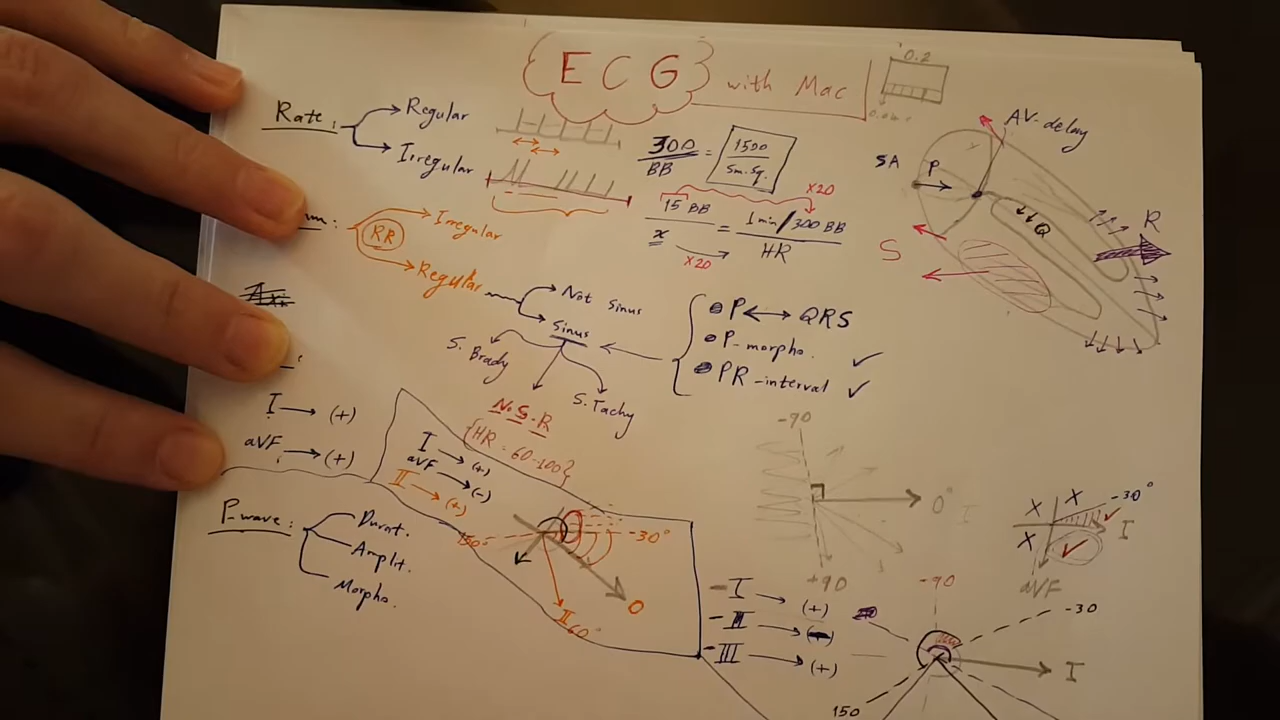 ECG with Mac
0.2
Rate:
Regular
Irregular
300/BB = 1500/Sm.Sq.
x20
15 BB/x = 1 min/300 BB/HR
x20
AV-delay
SA
P
Q
R
S
RR
Irregular
Regular
Not Sinus
Sinus
S. Brady
N.S.R
{HR = 60-100}
S. Tachy
P ↔ QRS
P-morpho. ✓
PR-interval ✓
I → (+)
aVF → (+)
I → (+)
aVF → (-)
II → (+)
-30°
150°
0
II 60°
-90
0° I
+90
X X -30°
X ✓ I
✓
aVF
P-wave:
Durat.
Amplit.
Morpho.
- I → (+)
- II →
- III → (+)
-90
-30
I
150